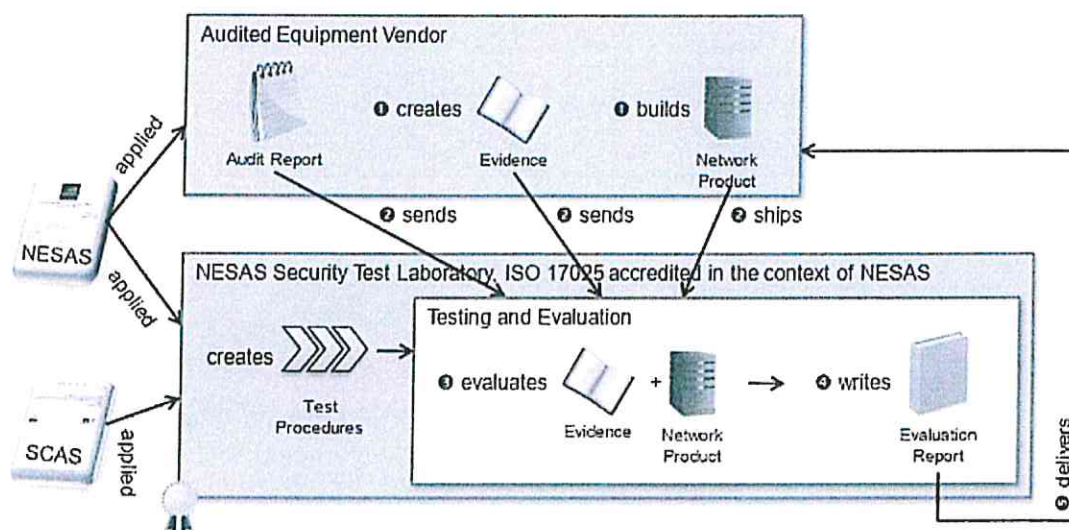 Audited Equipment Vendor
❶ creates
❶ builds
Audit Report
Evidence
Network
Product
applied
NESAS
❷ sends
❷ sends
❷ ships
NESAS Security Test Laboratory, ISO 17025 accredited in the context of NESAS
applied
Testing and Evaluation
creates
❸ evaluates
+
❹ writes
Test
Procedures
Evidence
Network
Product
Evaluation
Report
SCAS
applied
❺ delivers